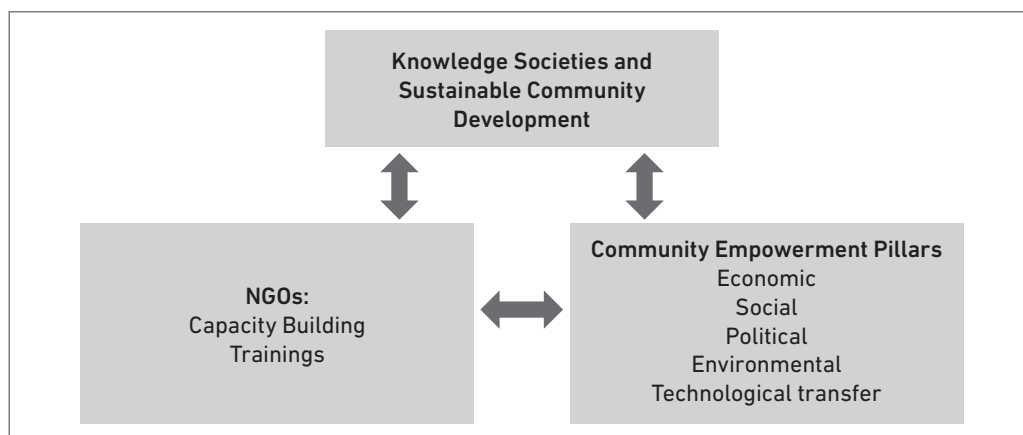 Knowledge Societies and
Sustainable Community
Development
NGOs:
Capacity Building
Trainings
Community Empowerment Pillars
Economic
Social
Political
Environmental
Technological transfer